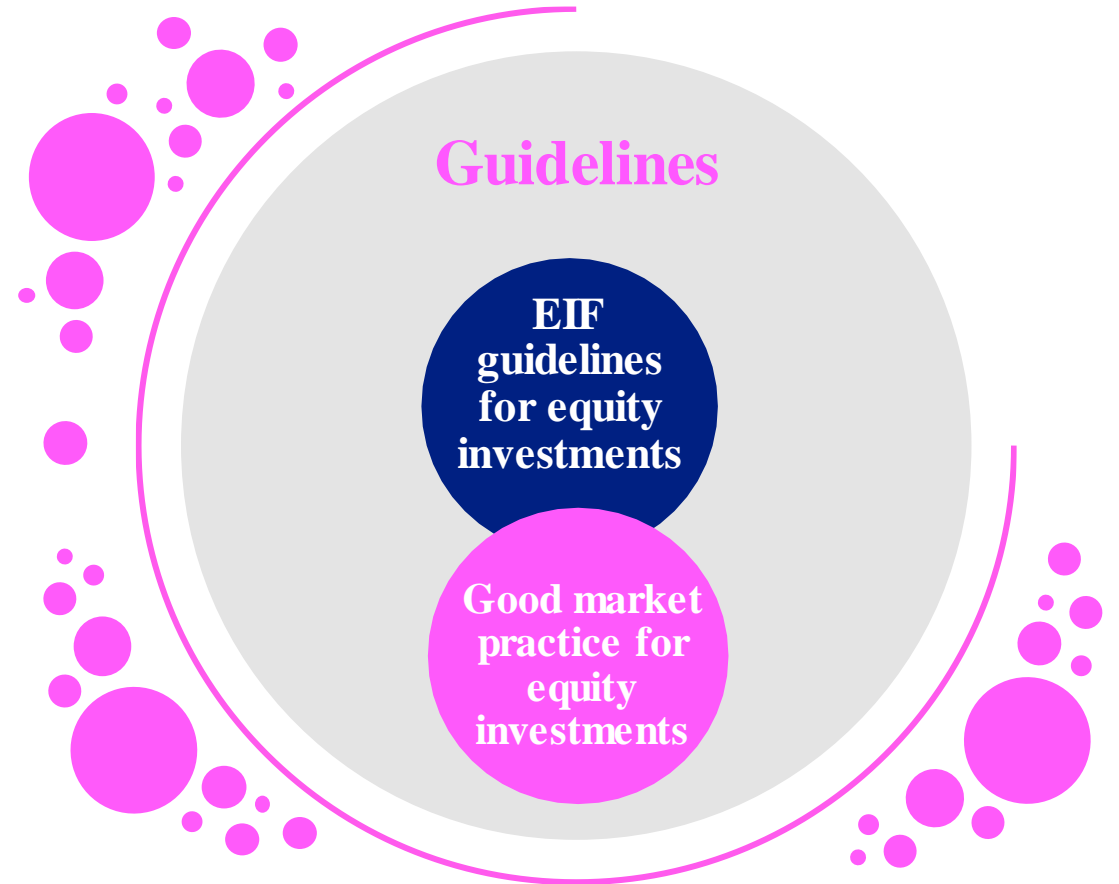 Guidelines
EIF
guidelines
for equity
investments
Good market
practice for
equity
investments